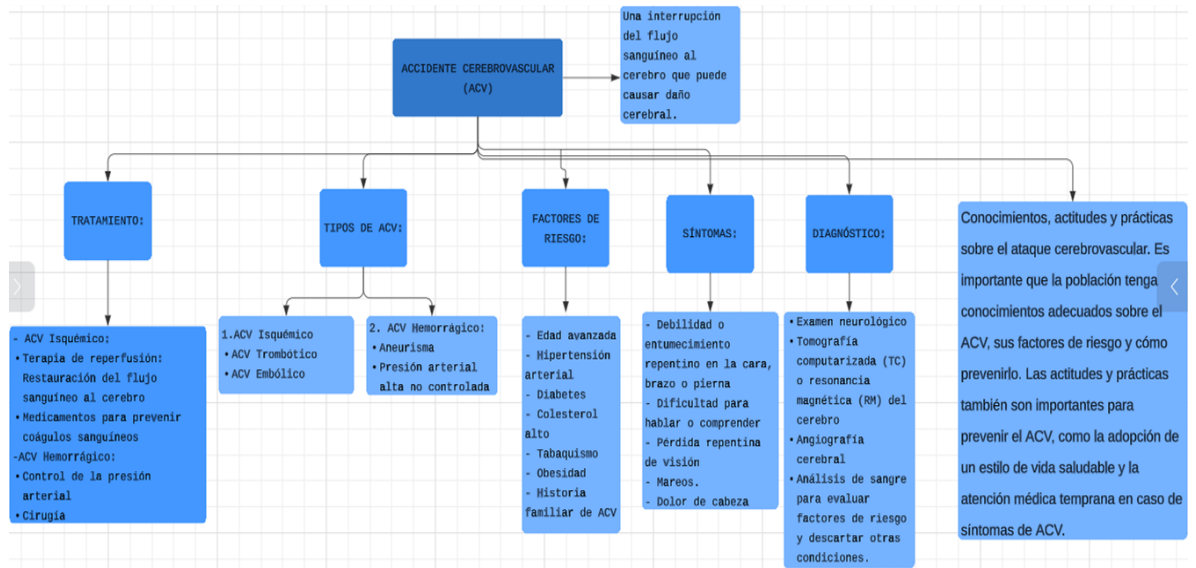 ACCIDENTE CEREBROVASCULAR
(ACV)
Una interrupción
del flujo
sanguíneo al
cerebro que puede
causar daño
cerebral.
TRATAMIENTO:
- ACV Isquémico:
• Terapia de reperfusión:
Restauración del flujo
sanguíneo al cerebro
• Medicamentos para prevenir
coágulos sanguíneos
-ACV Hemorrágico:
• Control de la presión
arterial
• Cirugía
TIPOS DE ACV:
1.ACV Isquémico
• ACV Trombótico
• ACV Embólico
2. ACV Hemorrágico:
• Aneurisma
• Presión arterial
alta no controlada
FACTORES DE
RIESGO:
- Edad avanzada
- Hipertensión
arterial
- Diabetes
- Colesterol
alto
- Tabaquismo
- Obesidad
- Historia
familiar de ACV
SÍNTOMAS:
- Debilidad o
entumecimiento
repentino en la cara,
brazo o pierna
- Dificultad para
hablar o comprender
- Pérdida repentina
de visión
- Mareos.
- Dolor de cabeza
DIAGNÓSTICO:
• Examen neurológico
• Tomografía
computarizada (TC)
o resonancia
magnética (RM) del
cerebro
• Angiografía
cerebral
• Análisis de sangre
para evaluar
factores de riesgo
y descartar otras
condiciones.
Conocimientos, actitudes y prácticas
sobre el ataque cerebrovascular. Es
importante que la población tenga
conocimientos adecuados sobre el
ACV, sus factores de riesgo y cómo
prevenirlo. Las actitudes y prácticas
también son importantes para
prevenir el ACV, como la adopción de
un estilo de vida saludable y la
atención médica temprana en caso de
síntomas de ACV.